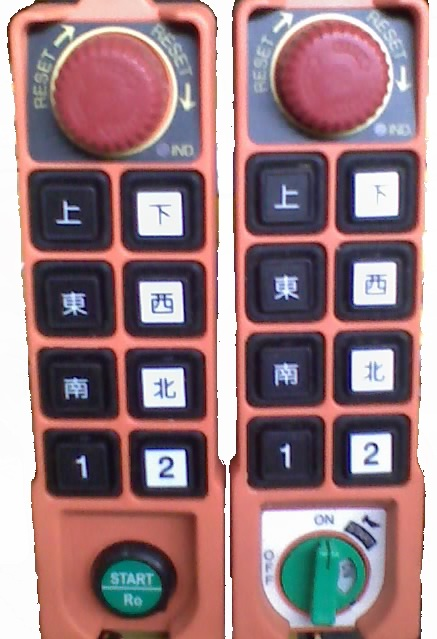 RESET
RESET
IND.
上 下
東 西
南 北
1 2
START
Re
RESET
RESET
IND.
上 下
東 西
南 北
1 2
ON
OFF